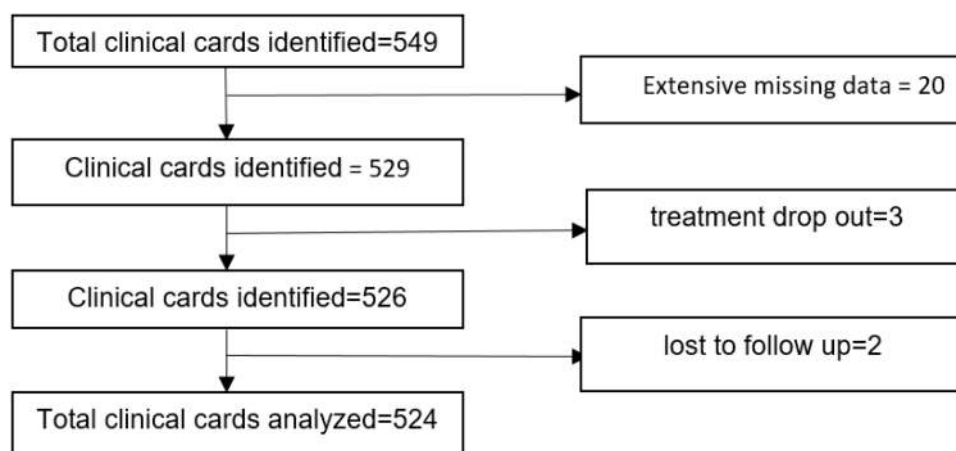 Total clinical cards identified=549
Extensive missing data = 20
Clinical cards identified = 529
treatment drop out=3
Clinical cards identified=526
lost to follow up=2
Total clinical cards analyzed=524